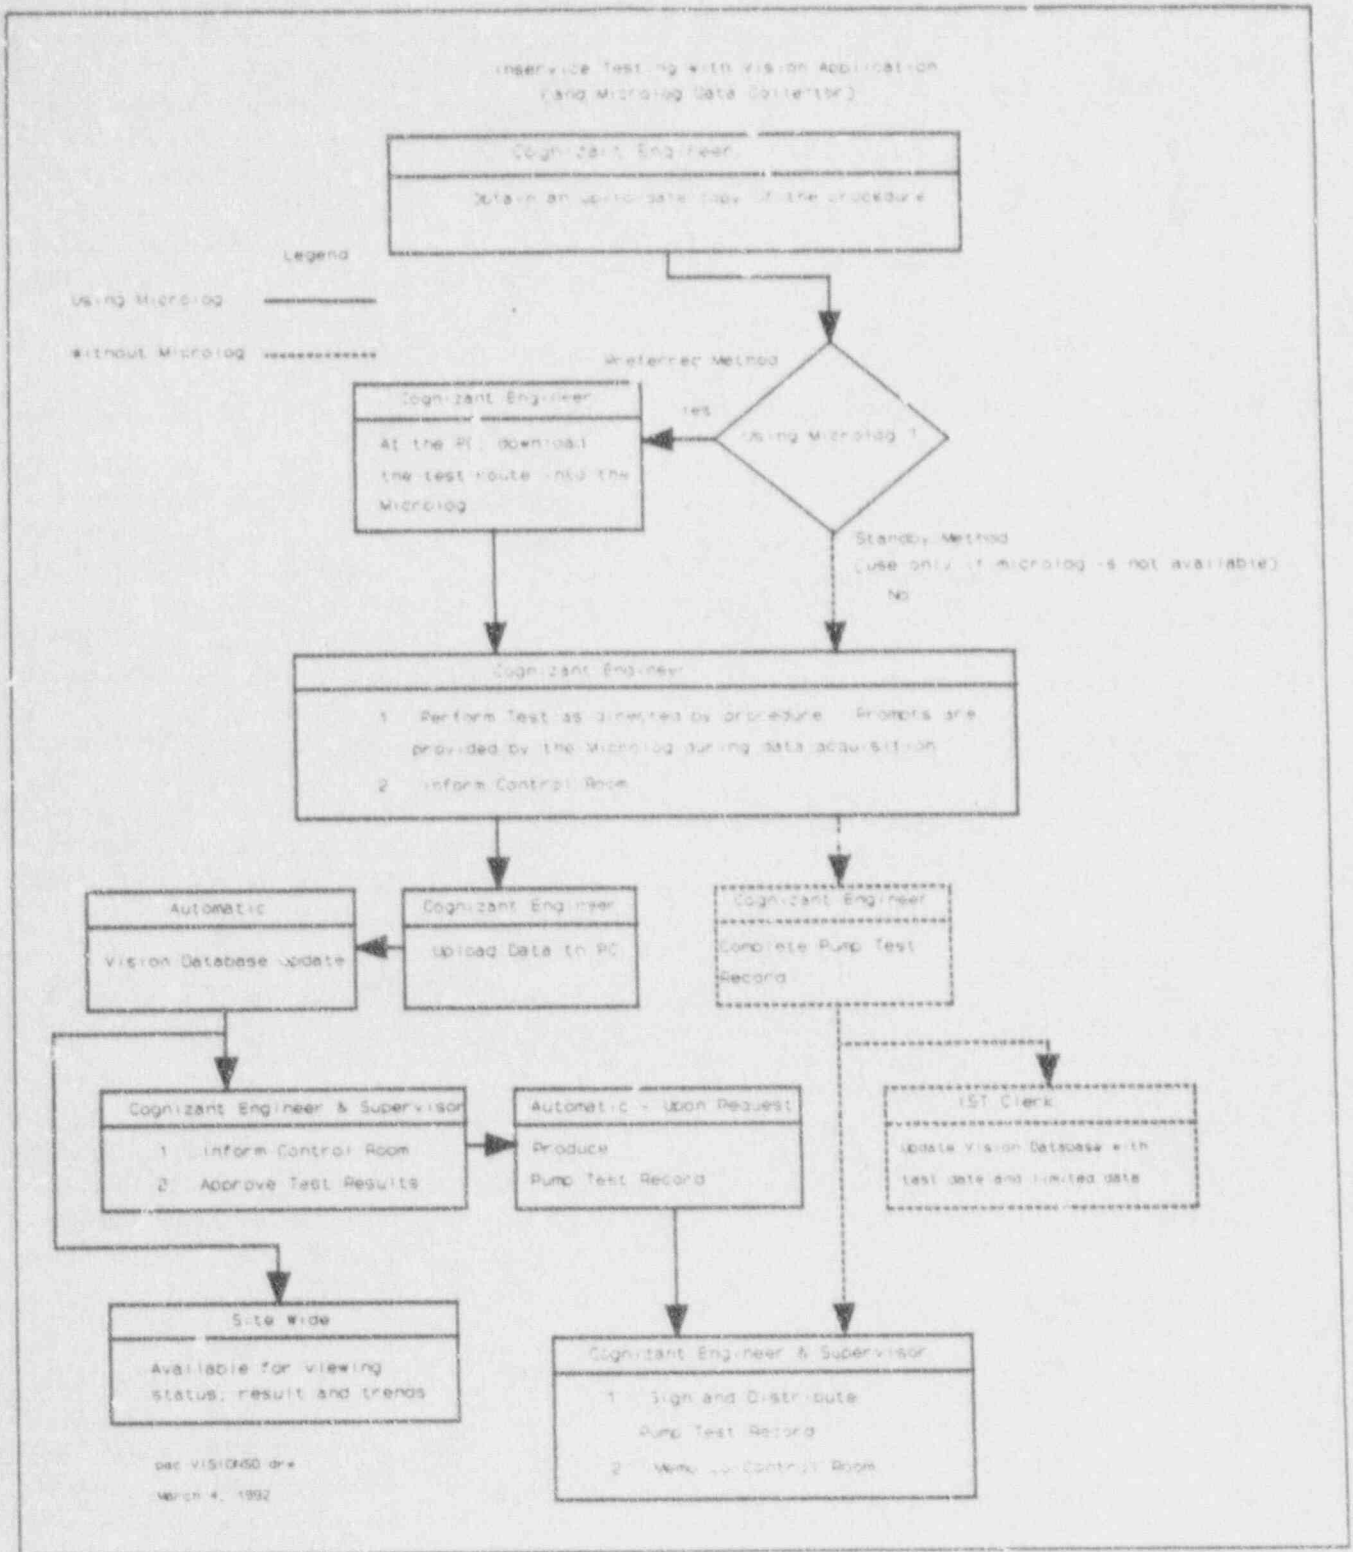 Inservice Testing with Vision Application
(and Microlog Data Collector)
Cognizant Engineer
Obtain an up-to-date copy of the procedure
Legend
Using Microlog
Without Microlog
Preferred Method
Cognizant Engineer
Yes
Using Microlog ?
At the PC, download
the test route into the
Microlog
Standby Method
(use only if microlog is not available)
No
Cognizant Engineer
1 Perform Test as directed by procedure Prompts are
provided by the Microlog during data acquisition
2 Inform Control Room
Automatic
Vision Database Update
Cognizant Engineer
Upload Data to PC
Cognizant Engineer
Complete Pump Test
Record
Cognizant Engineer & Supervisor
1 Inform Control Room
2 Approve Test Results
Automatic - Upon Request
Produce
Pump Test Record
IST Clerk
Update Vision Database with
test date and limited data
Site Wide
Available for viewing
status, result and trends
Cognizant Engineer & Supervisor
1 Sign and Distribute
Pump Test Record
2 Memo to Control Room
March 4, 1992